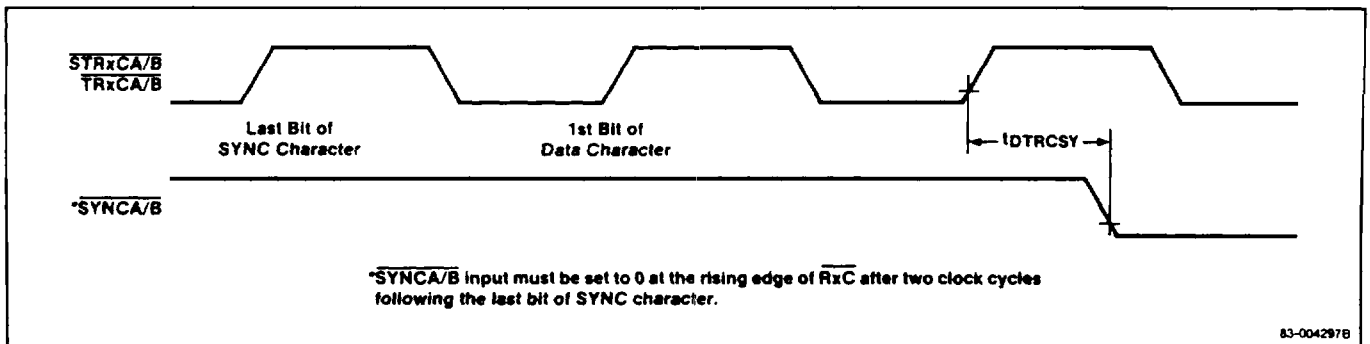 STRxCA/B
TRxCA/B
Last Bit of
SYNC Character
1st Bit of
Data Character
tDTRCSY
*SYNCA/B
*SYNCA/B input must be set to 0 at the rising edge of RxC after two clock cycles
following the last bit of SYNC character.
83-004297B